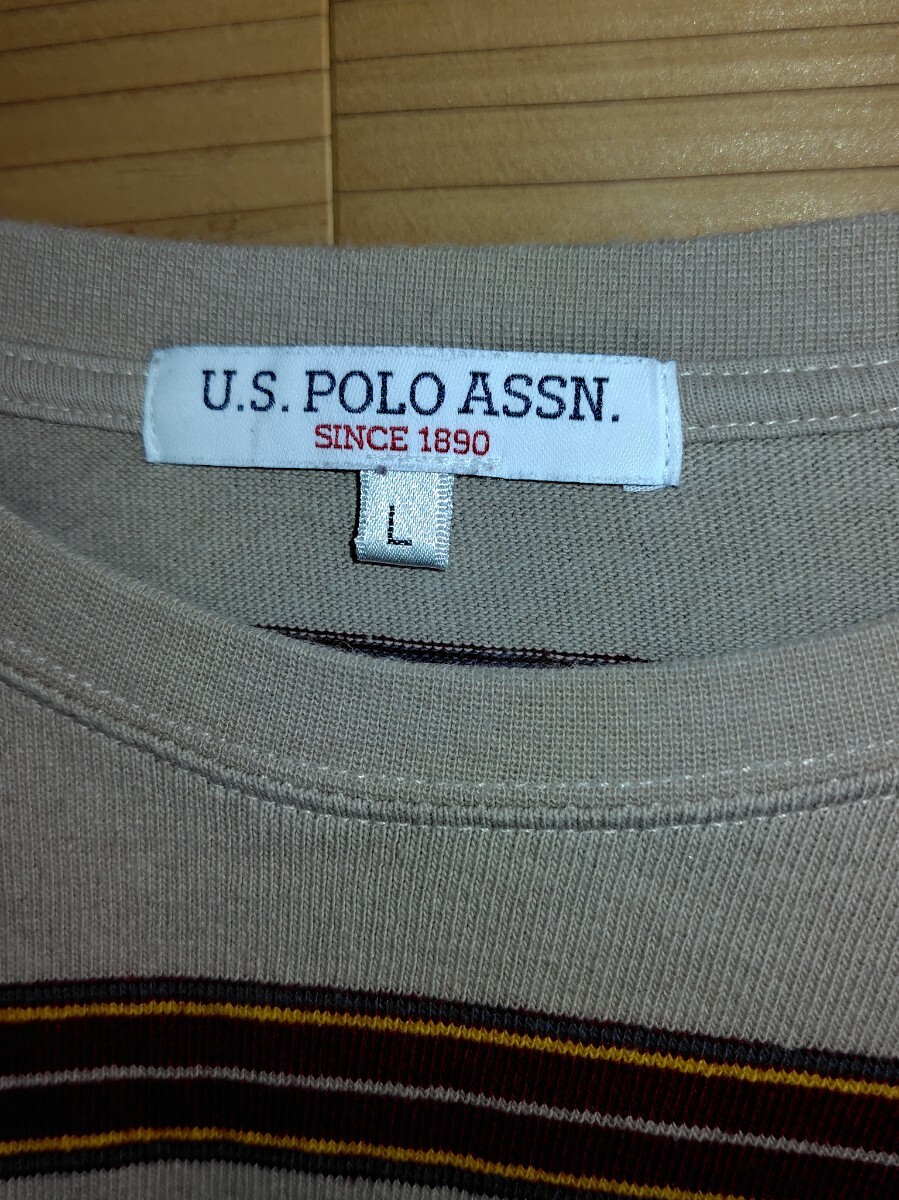 U.S. POLO ASSN.
SINCE 1890
L